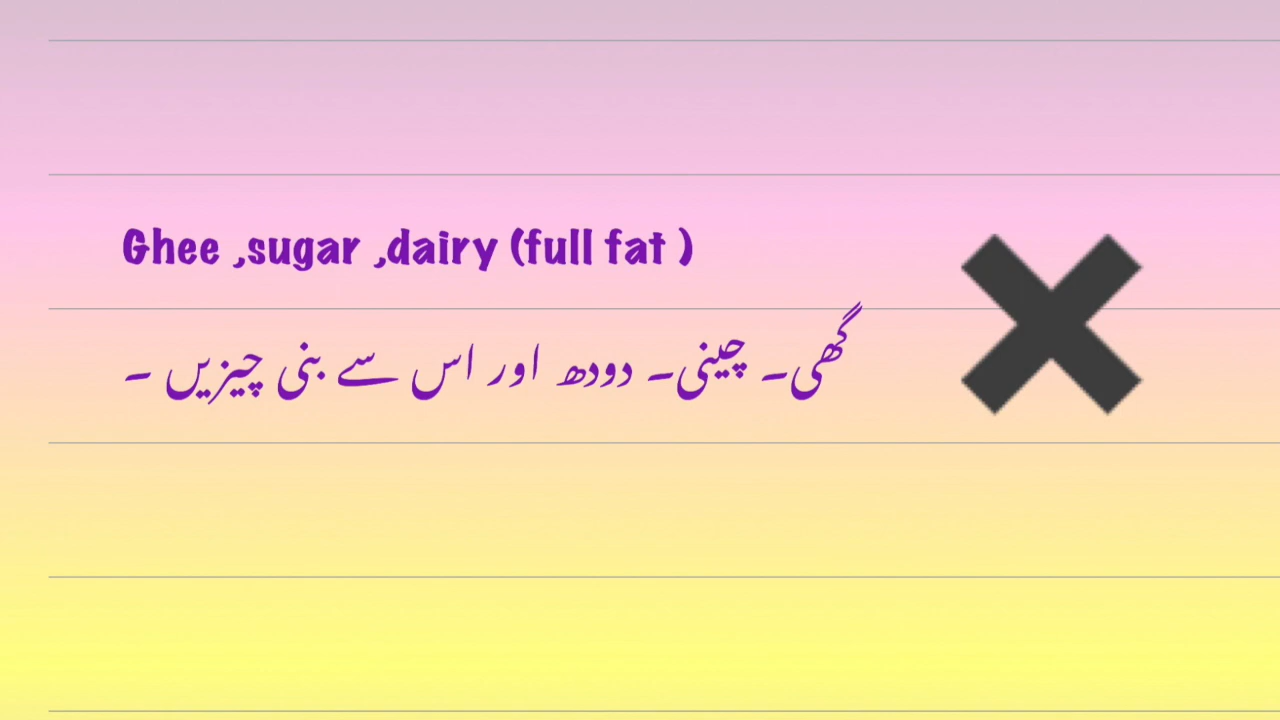 Ghee ,sugar ,dairy (full fat )
گھی۔ چینی۔ دودھ اور اس سے بنی چیزیں ۔